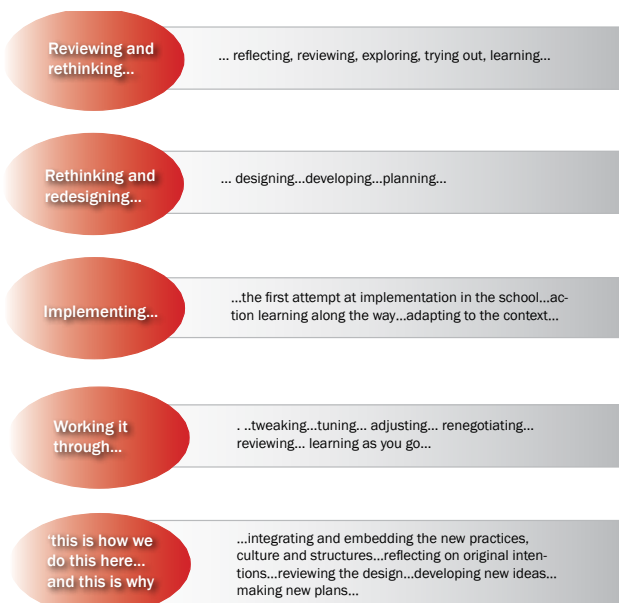 Reviewing and
rethinking...
... reflecting, reviewing, exploring, trying out, learning...
Rethinking and
redesigning...
... designing...developing...planning...
Implementing...
...the first attempt at implementation in the school...ac-
tion learning along the way...adapting to the context...
Working it
through...
. ..tweaking...tuning... adjusting... renegotiating...
reviewing... learning as you go...
‘this is how we
do this here...
and this is why
...integrating and embedding the new practices,
culture and structures...reflecting on original inten-
tions...reviewing the design...developing new ideas...
making new plans...